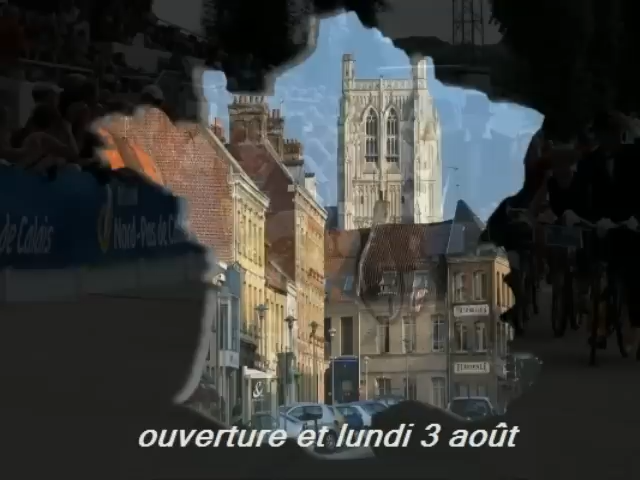 de Calais
Nord-Pas de C
ouverture et lundi 3 août